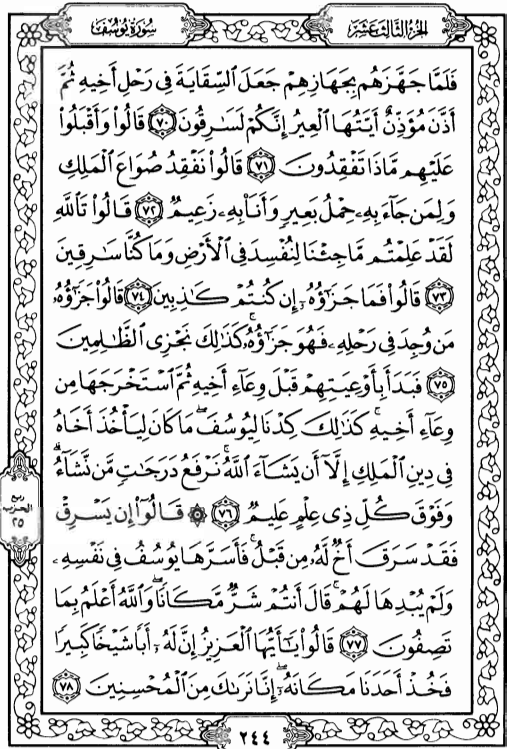 الجزء الثالث عشر
سورة يوسف
فَلَمَّا جَهَّزَهُم بِجَهَازِهِمْ جَعَلَ ٱلسِّقَايَةَ فِى رَحْلِ أَخِيهِ ثُمَّ
أَذَّنَ مُؤَذِّنٌ أَيَّتُهَا ٱلْعِيرُ إِنَّكُمْ لَسَـٰرِقُونَ ٧٠ قَالُوا۟ وَأَقْبَلُوا۟
عَلَيْهِم مَّاذَا تَفْقِدُونَ ٧١ قَالُوا۟ نَفْقِدُ صُوَاعَ ٱلْمَلِكِ
وَلِمَن جَآءَ بِهِۦ حِمْلُ بَعِيرٍ وَأَنَا۠ بِهِۦ زَعِيمٌ ٧٢ قَالُوا۟ تَٱللَّهِ
لَقَدْ عَلِمْتُم مَّا جِئْنَا لِنُفْسِدَ فِى ٱلْأَرْضِ وَمَا كُنَّا سَـٰرِقِينَ
٧٣ قَالُوا۟ فَمَا جَزَٰٓؤُهُۥٓ إِن كُنتُمْ كَـٰذِبِينَ ٧٤ قَالُوا۟ جَزَٰٓؤُهُۥ
مَن وُجِدَ فِى رَحْلِهِۦ فَهُوَ جَزَٰٓؤُهُۥ ۚ كَذَٰلِكَ نَجْزِى ٱلظَّـٰلِمِينَ
٧٥ فَبَدَأَ بِأَوْعِيَتِهِمْ قَبْلَ وِعَآءِ أَخِيهِ ثُمَّ ٱسْتَخْرَجَهَا مِن
وِعَآءِ أَخِيهِ ۚ كَذَٰلِكَ كِدْنَا لِيُوسُفَ ۖ مَا كَانَ لِيَأْخُذَ أَخَاهُ
فِى دِينِ ٱلْمَلِكِ إِلَّآ أَن يَشَآءَ ٱللَّهُ ۚ نَرْفَعُ دَرَجَـٰتٍ مَّن نَّشَآءُ ۗ
وَفَوْقَ كُلِّ ذِى عِلْمٍ عَلِيمٌ ٧٦ ۞ قَالُوٓا۟ إِن يَسْرِقْ
فَقَدْ سَرَقَ أَخٌ لَّهُۥ مِن قَبْلُ ۚ فَأَسَرَّهَا يُوسُفُ فِى نَفْسِهِۦ
وَلَمْ يُبْدِهَا لَهُمْ ۚ قَالَ أَنتُمْ شَرٌّ مَّكَانًا ۖ وَٱللَّهُ أَعْلَمُ بِمَا
تَصِفُونَ ٧٧ قَالُوا۟ يَـٰٓأَيُّهَا ٱلْعَزِيزُ إِنَّ لَهُۥٓ أَبًا شَيْخًا كَبِيرًا
فَخُذْ أَحَدَنَا مَكَانَهُۥٓ ۖ إِنَّا نَرَىٰكَ مِنَ ٱلْمُحْسِنِينَ ٧٨
ربع
الحزب
٢٥
٢٤٤